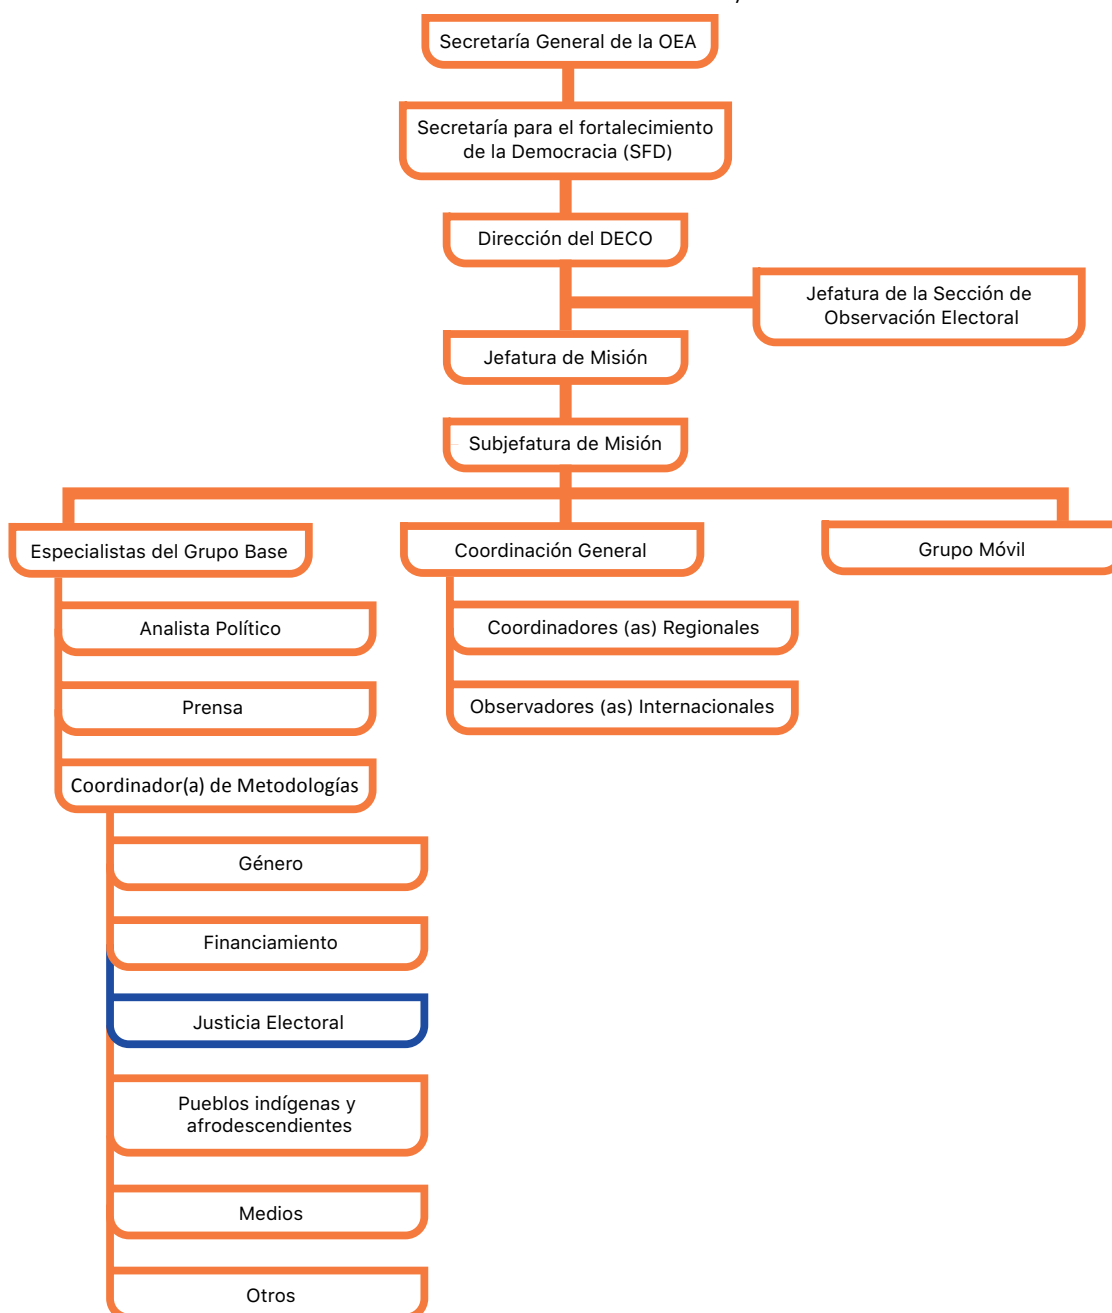 Secretaría General de la OEA
Secretaría para el fortalecimiento
de la Democracia (SFD)
Dirección del DECO
Jefatura de la Sección de
Observación Electoral
Jefatura de Misión
Subjefatura de Misión
Especialistas del Grupo Base
Coordinación General
Grupo Móvil
Analista Político
Coordinadores (as) Regionales
Prensa
Observadores (as) Internacionales
Coordinador(a) de Metodologías
Género
Financiamiento
Justicia Electoral
Pueblos indígenas y
afrodescendientes
Medios
Otros